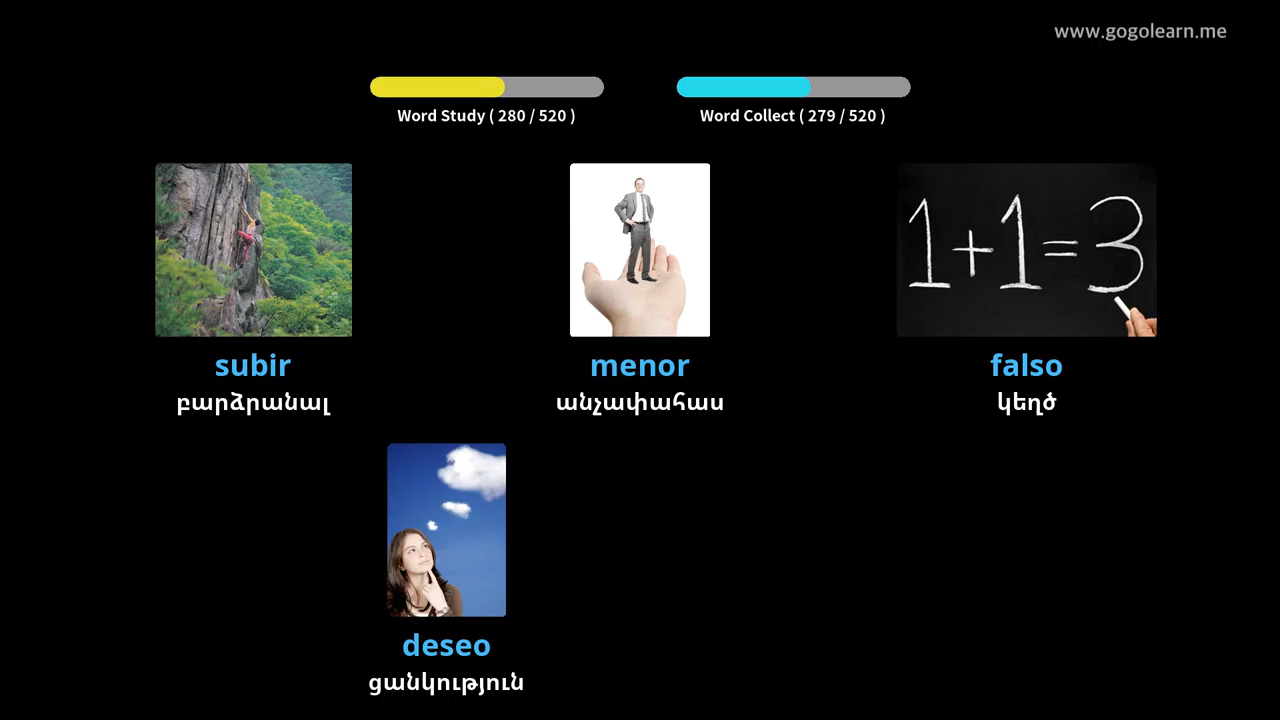 www.gogolearn.me
Word Study ( 280 / 520 )
Word Collect ( 279 / 520 )
1+1=3
subir
բարձրանալ
menor
անչափահաս
falso
կեղծ
deseo
ցանկություն